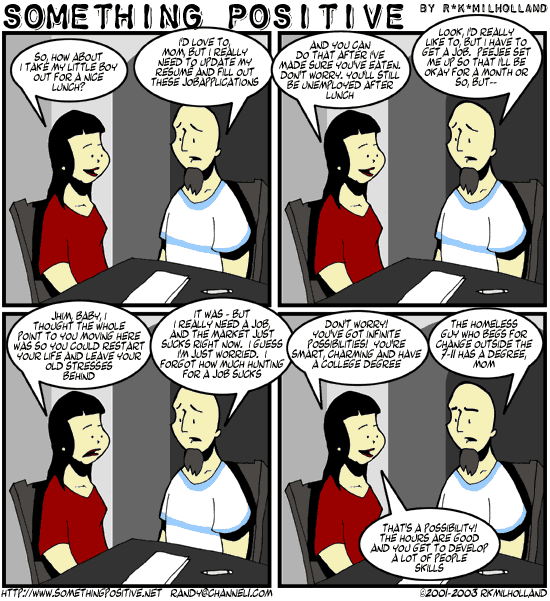 SOMETHING POSITIVE
BY R*K*MILHOLLAND
SO, HOW ABOUT
I TAKE MY LITTLE BOY
OUT FOR A NICE
LUNCH?
I'D LOVE TO,
MOM, BUT I REALLY
NEED TO UPDATE MY
RESUME AND FILL OUT
THESE JOBAPPLICATIONS
AND YOU CAN
DO THAT AFTER I'VE
MADE SURE YOU'VE EATEN.
DON'T WORRY. YOU'LL STILL
BE UNEMPLOYED AFTER
LUNCH
LOOK, I'D REALLY
LIKE TO, BUT I HAVE TO
GET A JOB. PEEJEE SET
ME UP SO THAT I'LL BE
OKAY FOR A MONTH OR
SO, BUT--
JHIM, BABY, I
THOUGHT THE WHOLE
POINT TO YOU MOVING HERE
WAS SO YOU COULD RESTART
YOUR LIFE AND LEAVE YOUR
OLD STRESSES
BEHIND
IT WAS - BUT
I REALLY NEED A JOB,
AND THE MARKET JUST
SUCKS RIGHT NOW. I GUESS
I'M JUST WORRIED. I
FORGOT HOW MUCH HUNTING
FOR A JOB SUCKS
DON'T WORRY!
YOU'VE GOT INFINITE
POSSIBILITIES! YOU'RE
SMART, CHARMING AND HAVE
A COLLEGE DEGREE
THE HOMELESS
GUY WHO BEGS FOR
CHANGE OUTSIDE THE
7-11 HAS A DEGREE,
MOM
THAT'S A POSSIBILITY!
THE HOURS ARE GOOD
AND YOU GET TO DEVELOP
A LOT OF PEOPLE
SKILLS
HTTP://WWW.SOMETHINGPOSITIVE.NET RANDY@CHANNEL1.COM
©2001-2003 RKMILHOLLAND